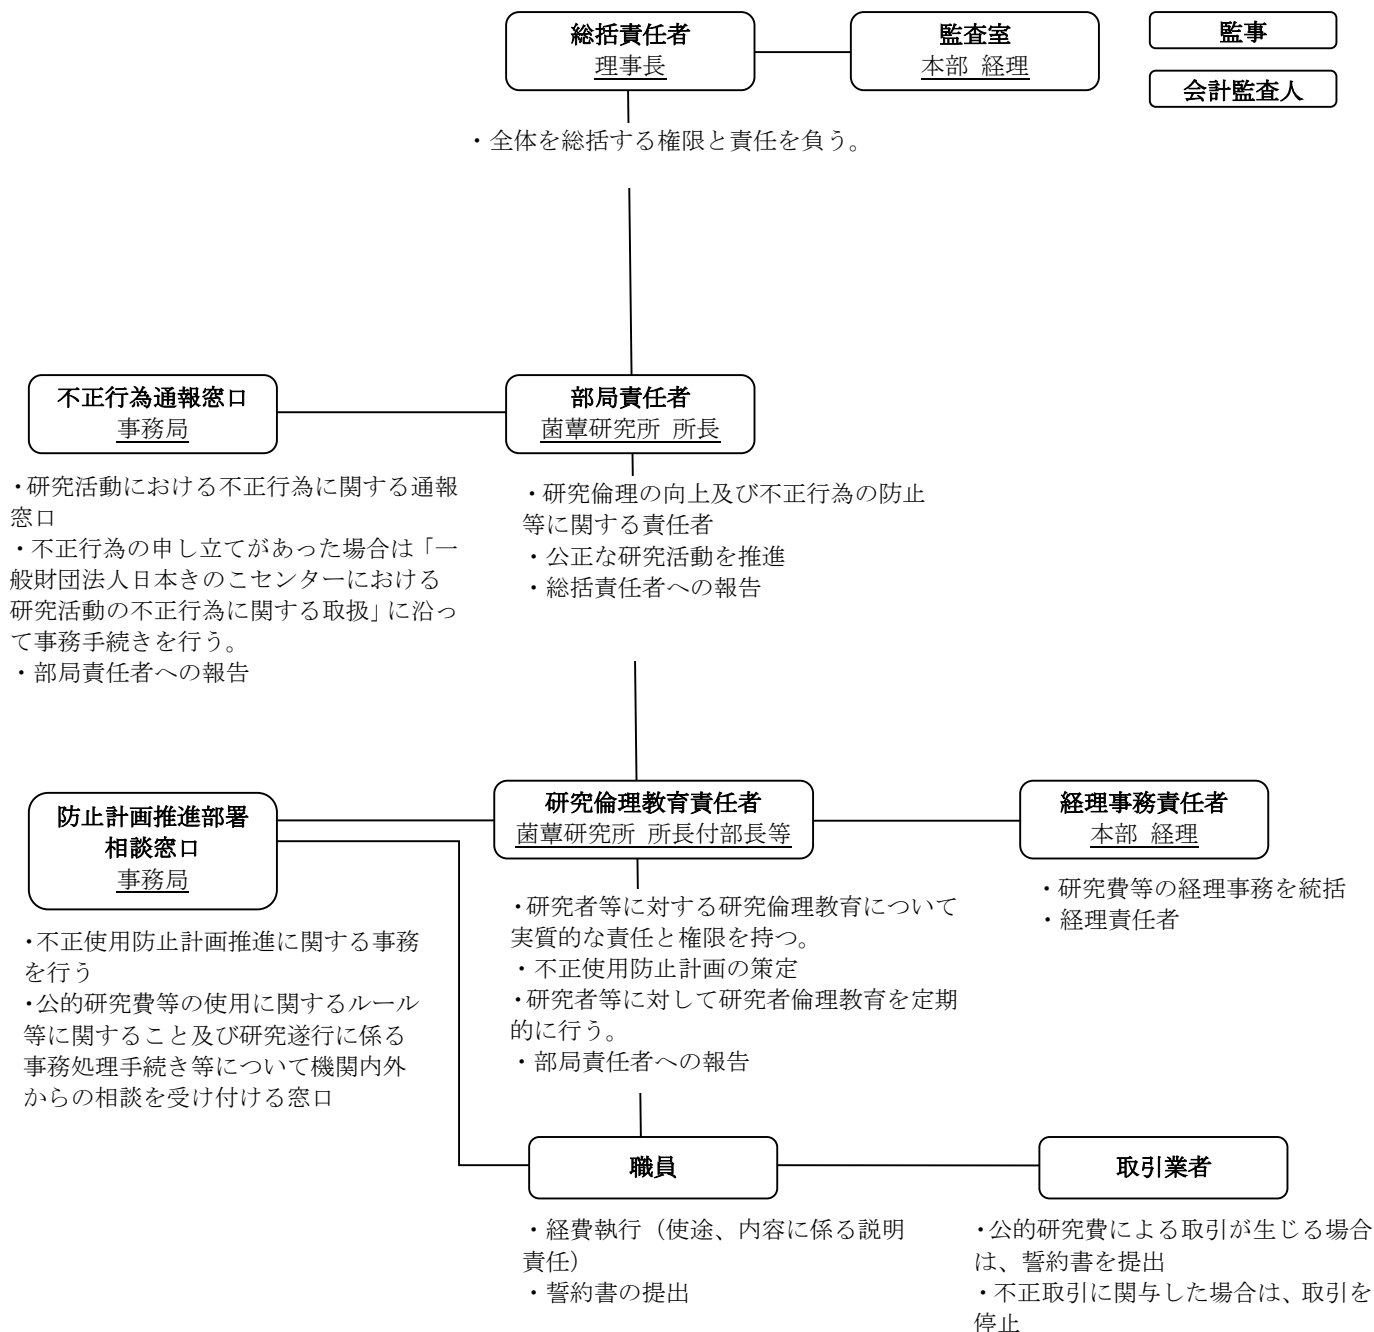 総括責任者
理事長
監査室
本部 経理
監事
会計監査人
・全体を総括する権限と責任を負う。
不正行為通報窓口
事務局
部局責任者
菌蕈研究所 所長
・研究活動における不正行為に関する通報
窓口
・不正行為の申し立てがあった場合は「一
般財団法人日本きのこセンターにおける
研究活動の不正行為に関する取扱」に沿っ
て事務手続きを行う。
・部局責任者への報告
・研究倫理の向上及び不正行為の防止
等に関する責任者
・公正な研究活動を推進
・総括責任者への報告
防止計画推進部署
相談窓口
事務局
研究倫理教育責任者
菌蕈研究所 所長付部長等
経理事務責任者
本部 経理
・不正使用防止計画推進に関する事務
を行う
・公的研究費等の使用に関するルール
等に関すること及び研究遂行に係る
事務処理手続き等について機関内外
からの相談を受け付ける窓口
・研究者等に対する研究倫理教育について
実質的な責任と権限を持つ。
・不正使用防止計画の策定
・研究者等に対して研究者倫理教育を定期
的に行う。
・部局責任者への報告
・研究費等の経理事務を統括
・経理責任者
職員
取引業者
・経費執行（使途、内容に係る説明
責任）
・誓約書の提出
・公的研究費による取引が生じる場合
は、誓約書を提出
・不正取引に関与した場合は、取引を
停止